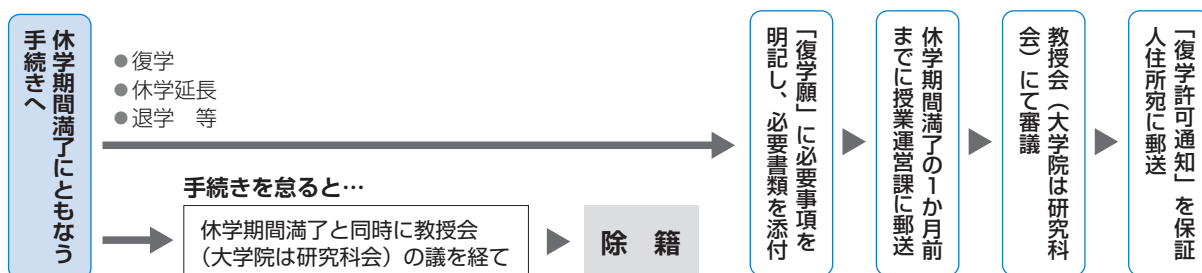 休学期間満了にともなう
手続きへ
●復学
●休学延長
●退学　等
手続きを怠ると…
休学期間満了と同時に教授会
（大学院は研究科会）の議を経て
除　籍
「復学願」に必要事項を
明記し、必要書類を添付
休学期間満了の1か月前
までに授業運営課に郵送
教授会（大学院は研究科
会）にて審議
「復学許可通知」を保証
人住所宛に郵送